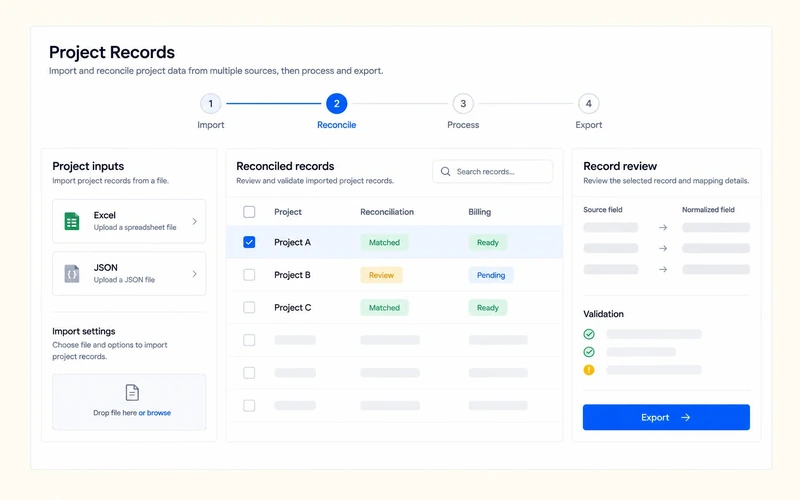 Project Records
Import and reconcile project data from multiple sources, then process and export.
1
2
3
4
Import
Reconcile
Process
Export
Project inputs
Import project records from a file.
Excel
Upload a spreadsheet file
JSON
Upload a JSON file
Import settings
Choose file and options to import
project records.
Drop file here or browse
Reconciled records
Review and validate imported project records.
Search records...
Project Reconciliation Billing
Project A Matched Ready
Project B Review Pending
Project C Matched Ready
Record review
Review the selected record and mapping details.
Source field Normalized field
Validation
Export